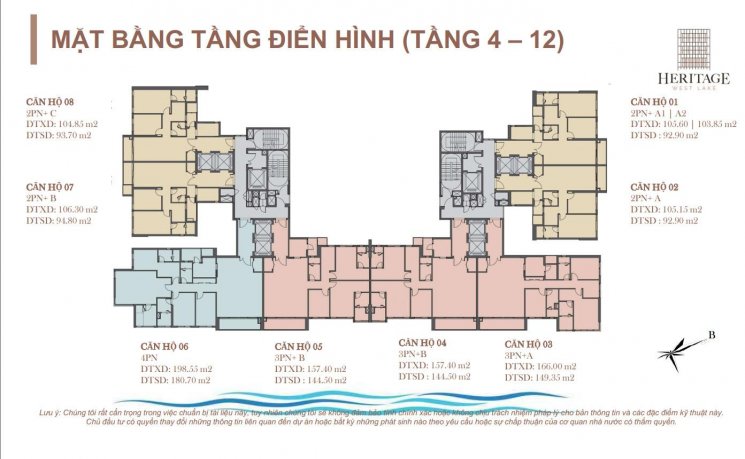 MẶT BẰNG TẦNG ĐIỂN HÌNH (TẦNG 4 – 12)
HERITAGE
WEST LAKE
CĂN HỘ 08
2PN+ C
DTXD: 104.85 m2
DTSD: 93.70 m2
CĂN HỘ 01
2PN+ A1 | A2
DTXD: 105.60 | 103.85 m2
DTSD : 92.90 m2
CĂN HỘ 07
2PN+ B
DTXD: 106.30 m2
DTSD: 94.80 m2
CĂN HỘ 02
2PN+ A
DTXD: 105.15 m2
DTSD: 92.90 m2
CĂN HỘ 06
4PN
DTXD: 198.55 m2
DTSD: 180.70 m2
CĂN HỘ 05
3PN+ B
DTXD: 157.40 m2
DTSD : 144.50 m2
CĂN HỘ 04
3PN+B
DTXD: 157.40 m2
DTSD : 144.50 m2
CĂN HỘ 03
3PN+A
DTXD: 166.00 m2
DTSD: 149.35 m2
B
Lưu ý: Chúng tôi rất cẩn trọng trong việc chuẩn bị tài liệu này, tuy nhiên chúng tôi sẽ không đảm bảo tính chính xác hoặc không chịu trách nhiệm pháp lý cho bản thông tin và các đặc điểm kỹ thuật này.
Chủ đầu tư có quyền thay đổi những thông tin liên quan đến dự án hoặc bất kỳ những phát sinh nào theo yêu cầu hoặc sự chấp thuận của cơ quan nhà nước có thẩm quyền.